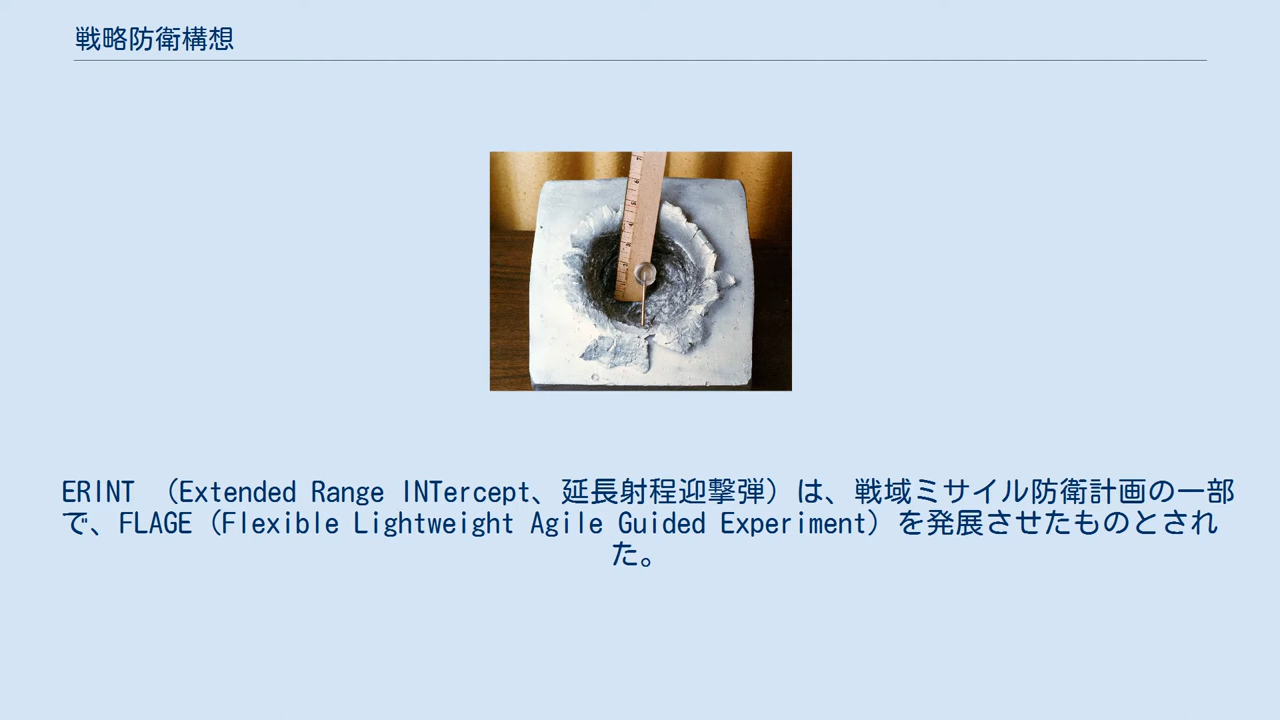 戦略防衛構想
ERINT （Extended Range INTercept、延長射程迎撃弾）は、戦域ミサイル防衛計画の一部
で、FLAGE（Flexible Lightweight Agile Guided Experiment）を発展させたものとされ
た。